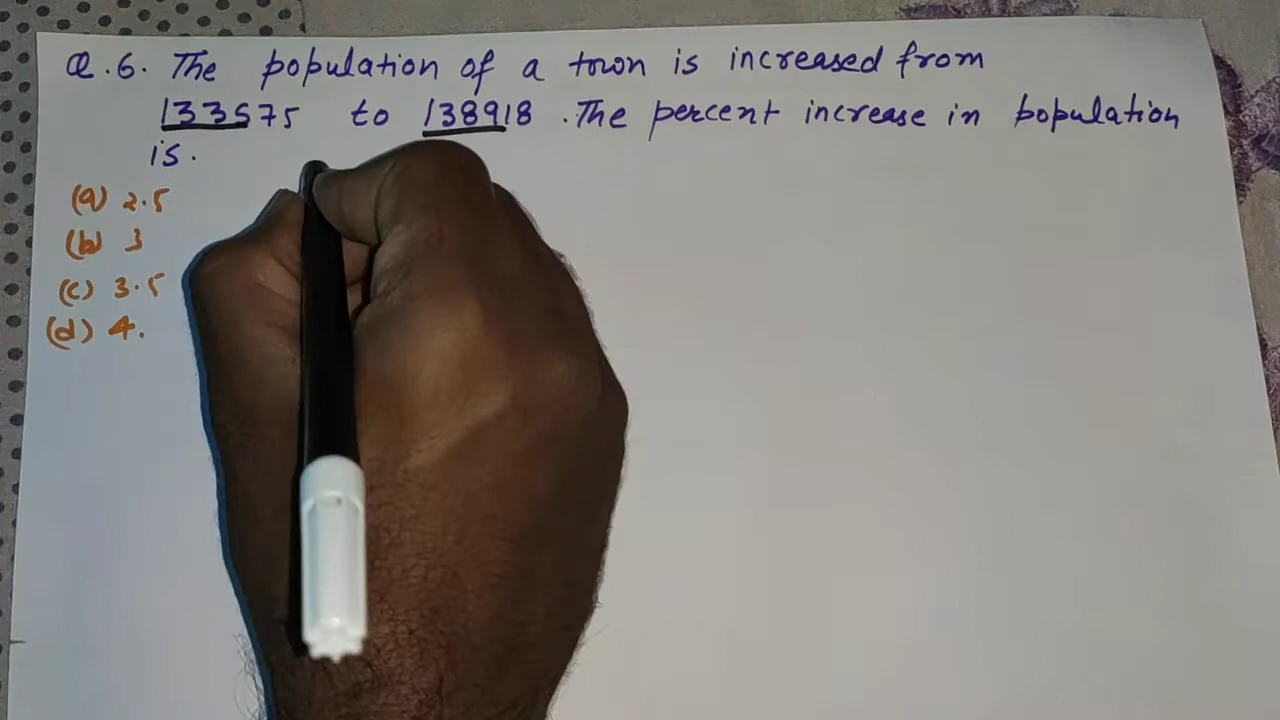 Q.6. The population of a town is increased from
133575 to 138918. The percent increase in population
is.
(a) 2.5
(b) 3
(c) 3.5
(d) 4.